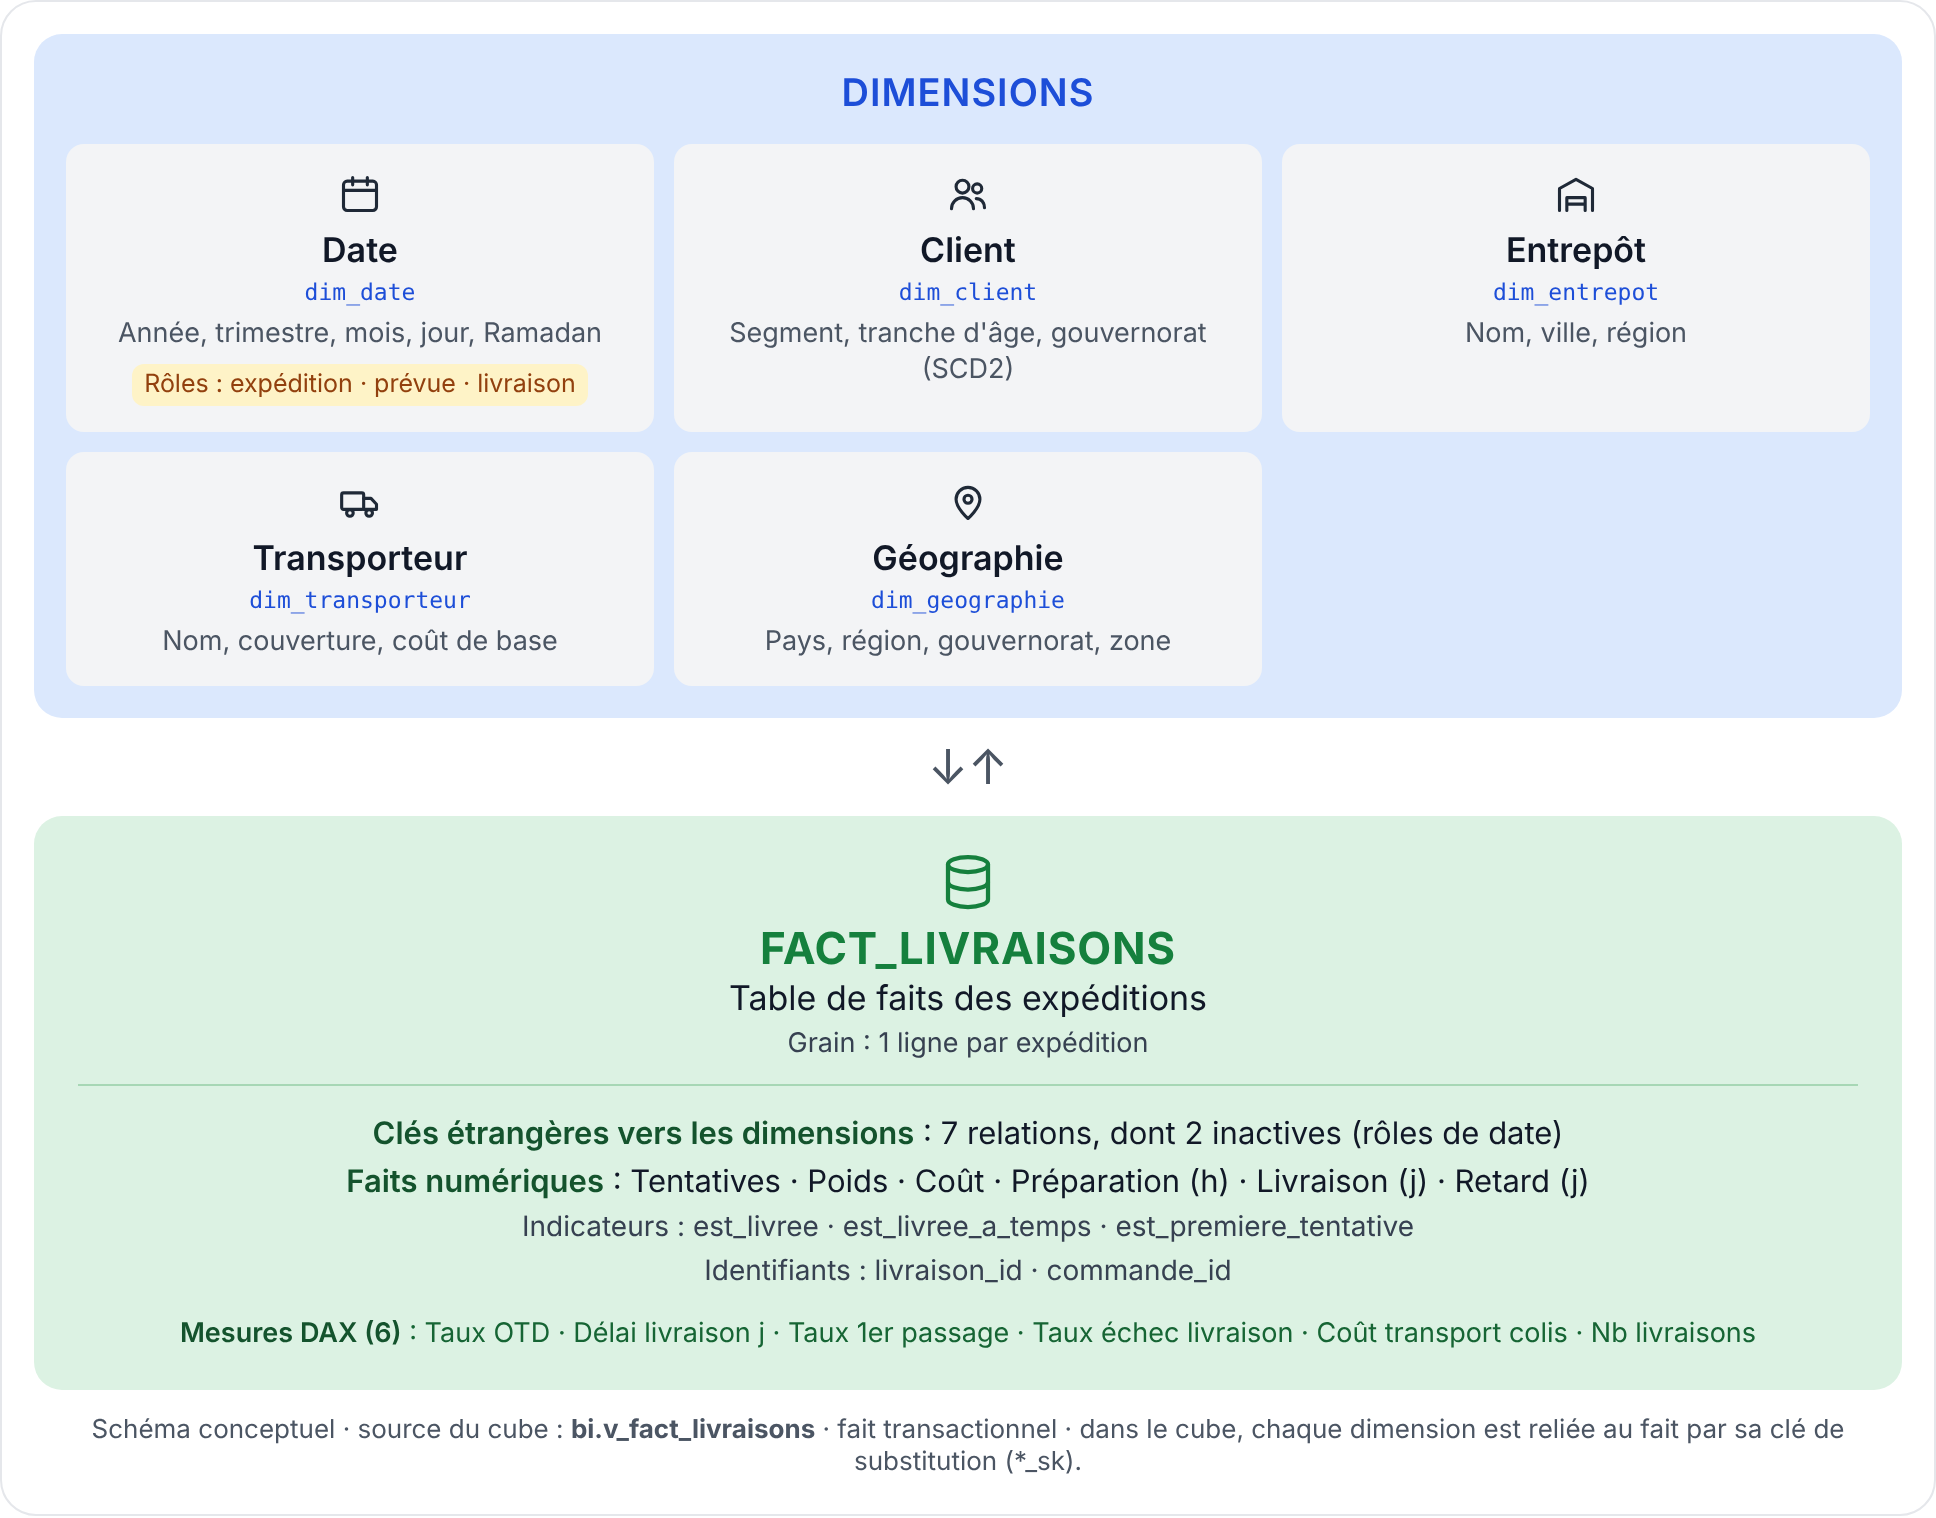 DIMENSIONS
Date
dim_date
Année, trimestre, mois, jour, Ramadan
Rôles : expédition · prévue · livraison
Client
dim_client
Segment, tranche d'âge, gouvernorat
(SCD2)
Entrepôt
dim_entrepot
Nom, ville, région
Transporteur
dim_transporteur
Nom, couverture, coût de base
Géographie
dim_geographie
Pays, région, gouvernorat, zone
FACT_LIVRAISONS
Table de faits des expéditions
Grain : 1 ligne par expédition
Clés étrangères vers les dimensions : 7 relations, dont 2 inactives (rôles de date)
Faits numériques : Tentatives · Poids · Coût · Préparation (h) · Livraison (j) · Retard (j)
Indicateurs : est_livree · est_livree_a_temps · est_premiere_tentative
Identifiants : livraison_id · commande_id
Mesures DAX (6) : Taux OTD · Délai livraison j · Taux 1er passage · Taux échec livraison · Coût transport colis · Nb livraisons
Schéma conceptuel · source du cube : bi.v_fact_livraisons · fait transactionnel · dans le cube, chaque dimension est reliée au fait par sa clé de
substitution (*_sk).